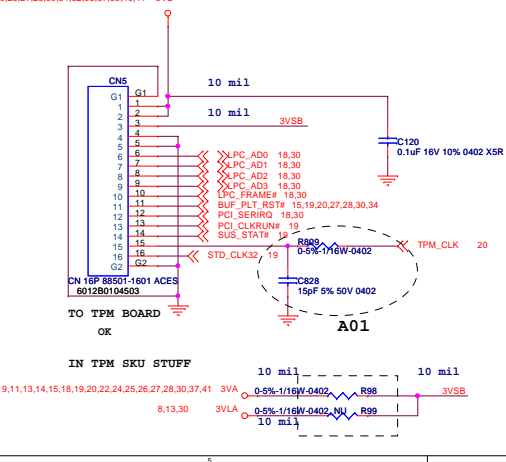 10 mil
CN5
G1 G1
1 1
2 2
10 mil
3 3
3VSB
4 4
5 5
6 6 LPC_AD0 18,30
7 7 LPC_AD1 18,30
8 8 LPC_AD2 18,30
9 9 LPC_AD3 18,30
10 10 LPC_FRAME# 18,30
11 11 BUF_PLT_RST# 15,19,20,27,28,30,34
12 12 PCI_SERIRQ 18,30
13 13 PCI_CLKRUN# 19
14 14 SUS_STAT# 19
15 15
16 16 STD_CLK32 19
G2 G2
C120
0.1uF 16V 10% 0402 X5R
R809
0-5%-1/16W-0402
TPM_CLK 20
C828
15pF 5% 50V 0402
CN 16P 88501-1601 ACES
6012B0104503
A01
TO TPM BOARD
OK
IN TPM SKU STUFF
10 mil 10 mil
9,11,13,14,15,18,19,20,22,24,25,26,27,28,30,37,41 3VA 0-5%-1/16W-0402 R98 3VSB
8,13,30 3VLA 0-5%-1/16W-0402_NU R99
10 mil
5